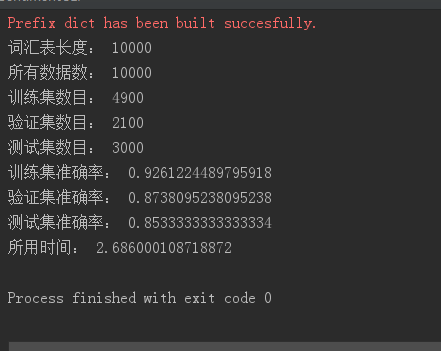 Prefix dict has been built succesfully.
词汇表长度： 10000
所有数据数： 10000
训练集数目： 4900
验证集数目： 2100
测试集数目： 3000
训练集准确率： 0.9261224489795918
验证集准确率： 0.8738095238095238
测试集准确率： 0.8533333333333334
所用时间： 2.686000108718872
Process finished with exit code 0